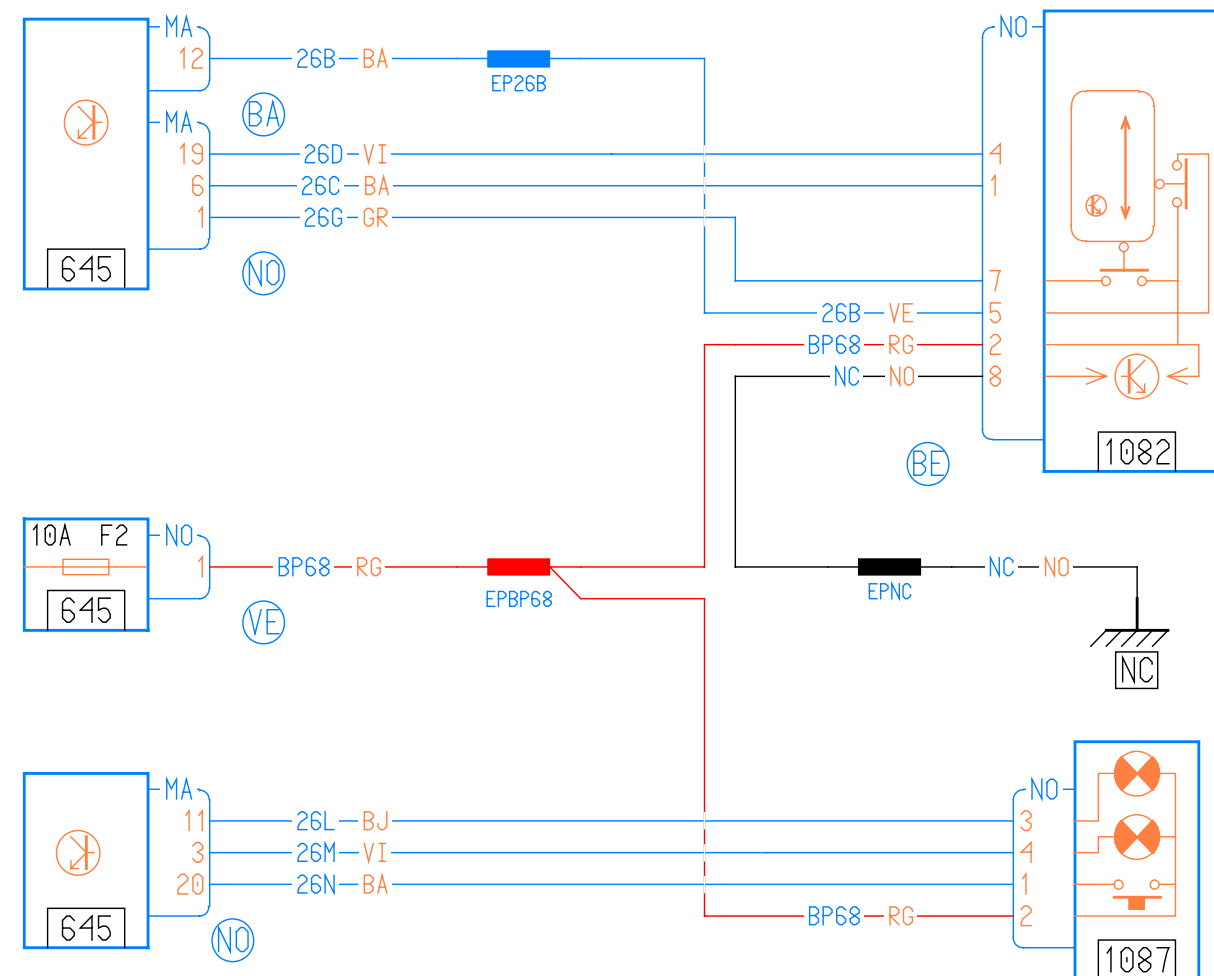 MA NO
12 26B BA
EP26B
BA
MA
19 26D VI 4
6 26C BA 1
1 26G GR
645 NO 7
26B VE 5
BP68 RG 2
NC NO 8
1082
BE
10A F2 NO
1 BP68 RG NC NO
EPBP68 EPNC
645
VE
NC
MA NO
11 26L BJ 3
3 26M VI 4
20 26N BA 1
BP68 RG 2
645
NO
1087